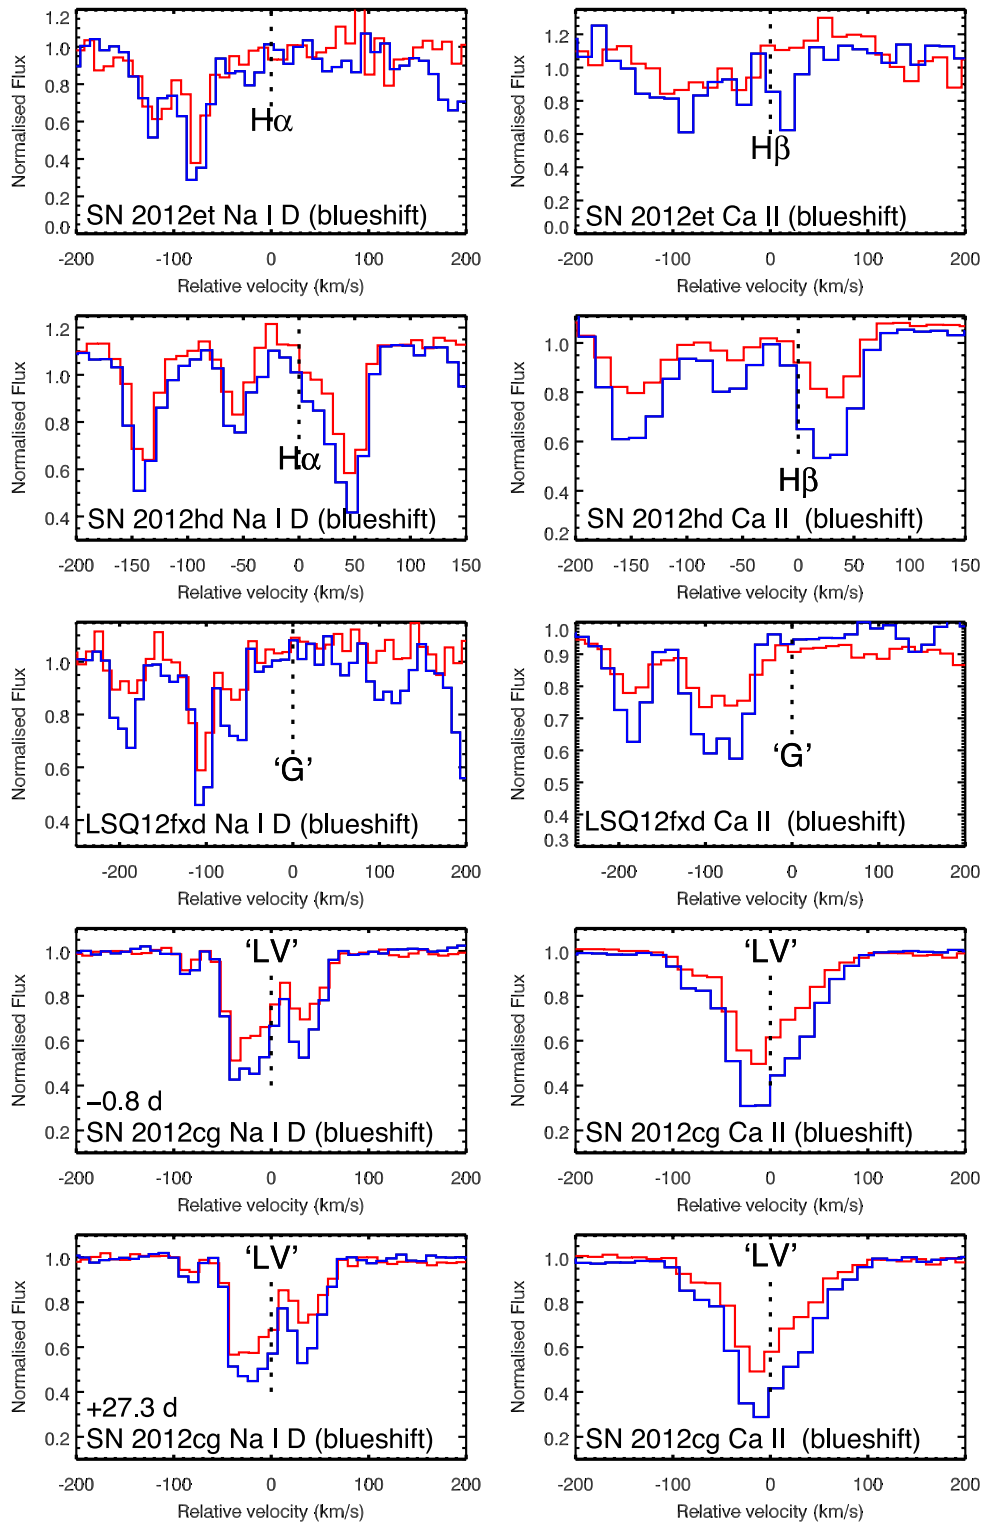 Normalised Flux
1.2
1.0
0.8
0.6
0.4
0.2
0.0
Hα
SN 2012et Na I D (blueshift)
-200 -100 0 100 200
Relative velocity (km/s)
Normalised Flux
1.2
1.0
0.8
0.6
0.4
0.2
0.0
Hβ
SN 2012et Ca II (blueshift)
-200 -100 0 100 200
Relative velocity (km/s)
Normalised Flux
1.2
1.0
0.8
0.6
0.4
Hα
SN 2012hd Na I D (blueshift)
-200 -150 -100 -50 0 50 100 150
Relative velocity (km/s)
Normalised Flux
1.0
0.8
0.6
0.4
0.2
Hβ
SN 2012hd Ca II (blueshift)
-200 -150 -100 -50 0 50 100 150
Relative velocity (km/s)
Normalised Flux
1.0
0.8
0.6
0.4
‘G’
LSQ12fxd Na I D (blueshift)
-200 -100 0 100 200
Relative velocity (km/s)
Normalised Flux
1.0
0.9
0.8
0.7
0.6
0.5
0.4
0.3
‘G’
LSQ12fxd Ca II (blueshift)
-200 -100 0 100 200
Relative velocity (km/s)
Normalised Flux
1.0
0.8
0.6
0.4
0.2
‘LV’
−0.8 d
SN 2012cg Na I D (blueshift)
-200 -100 0 100 200
Relative velocity (km/s)
Normalised Flux
1.0
0.8
0.6
0.4
0.2
‘LV’
SN 2012cg Ca II (blueshift)
-200 -100 0 100 200
Relative velocity (km/s)
Normalised Flux
1.0
0.8
0.6
0.4
0.2
‘LV’
+27.3 d
SN 2012cg Na I D (blueshift)
-200 -100 0 100 200
Relative velocity (km/s)
Normalised Flux
1.0
0.8
0.6
0.4
0.2
‘LV’
SN 2012cg Ca II (blueshift)
-200 -100 0 100 200
Relative velocity (km/s)